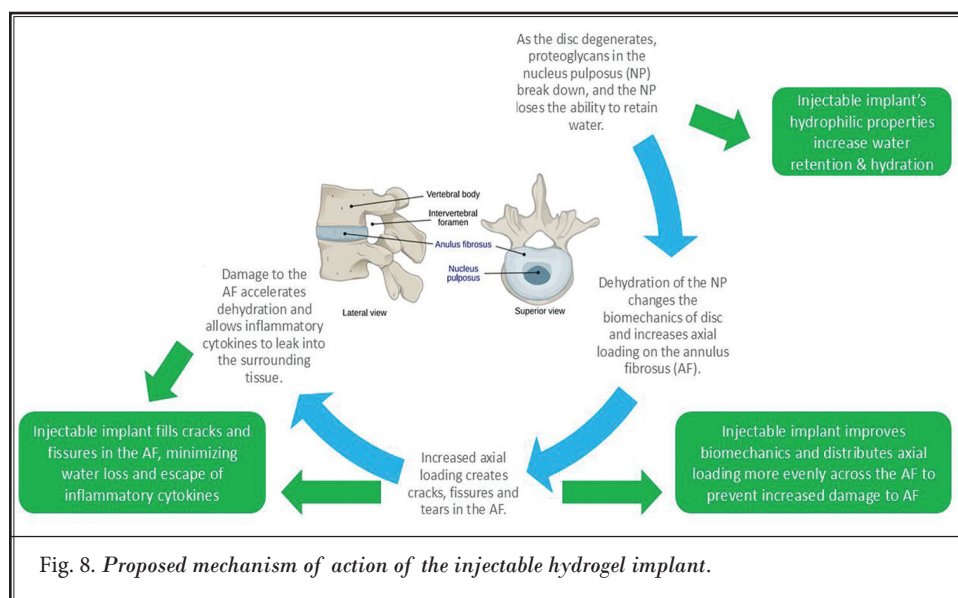 As the disc degenerates,
proteoglycans in the
nucleus pulposus (NP)
break down, and the NP
loses the ability to retain
water.
Injectable implant's
hydrophilic properties
increase water
retention & hydration
Vertebral body
Intervertebral
foramen
Anulus fibrosus
Nucleus
pulposus
Lateral view
Superior view
Dehydration of the NP
changes the
biomechanics of disc
and increases axial
loading on the annulus
fibrosus (AF).
Damage to the
AF accelerates
dehydration and
allows inflammatory
cytokines to leak into
the surrounding
tissue.
Injectable implant fills cracks and
fissures in the AF, minimizing
water loss and escape of
inflammatory cytokines
Increased axial
loading creates
cracks, fissures and
tears in the AF.
Injectable implant improves
biomechanics and distributes axial
loading more evenly across the AF to
prevent increased damage to AF
Fig. 8. Proposed mechanism of action of the injectable hydrogel implant.